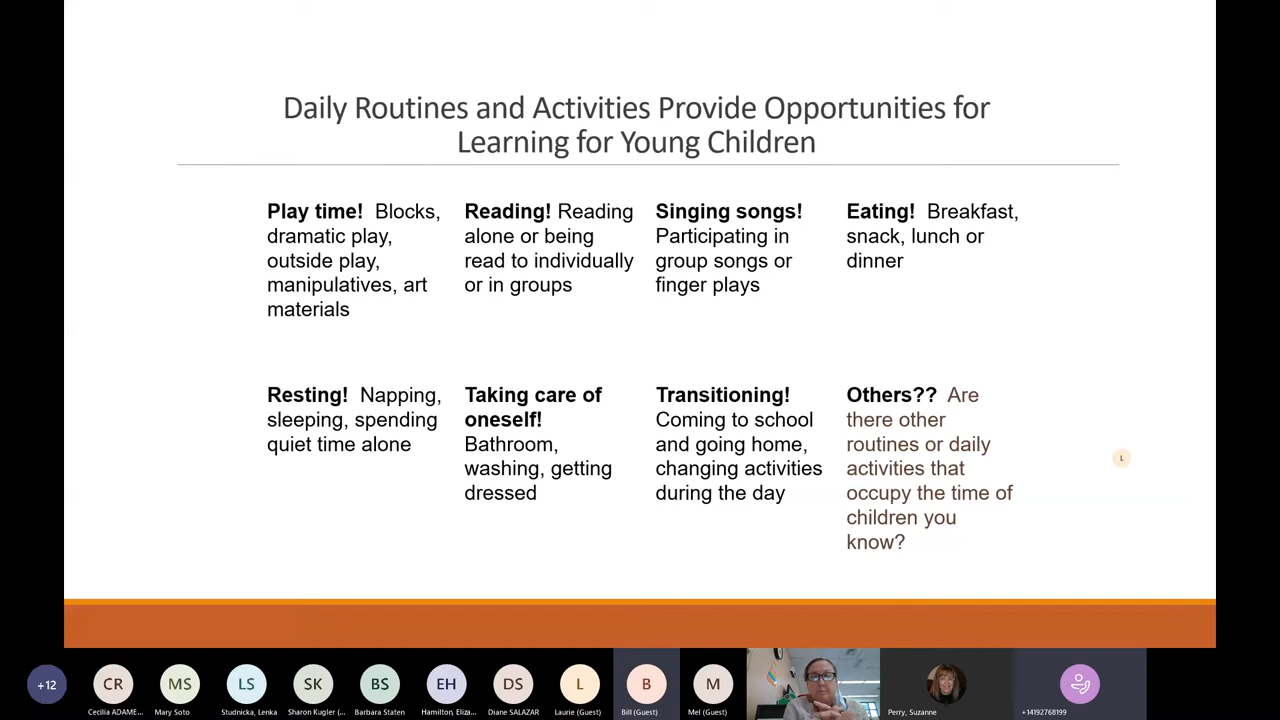 Daily Routines and Activities Provide Opportunities for
Learning for Young Children
Play time!  Blocks,
dramatic play,
outside play,
manipulatives, art
materials
Reading! Reading
alone or being
read to individually
or in groups
Singing songs!
Participating in
group songs or
finger plays
Eating!  Breakfast,
snack, lunch or
dinner
Resting!  Napping,
sleeping, spending
quiet time alone
Taking care of
oneself!
Bathroom,
washing, getting
dressed
Transitioning!
Coming to school
and going home,
changing activities
during the day
Others??  Are
there other
routines or daily
activities that
occupy the time of
children you
know?
L
+12
CR
MS
LS
SK
BS
EH
DS
L
B
M
Cecilia ADAME...
Mary Soto
Studnicka, Lenka
Sharon Kugler (...
Barbara Staten
Hamilton, Eliza...
Diane SALAZAR
Laurie (Guest)
Bill (Guest)
Mel (Guest)
Perry, Suzanne
+14192768199